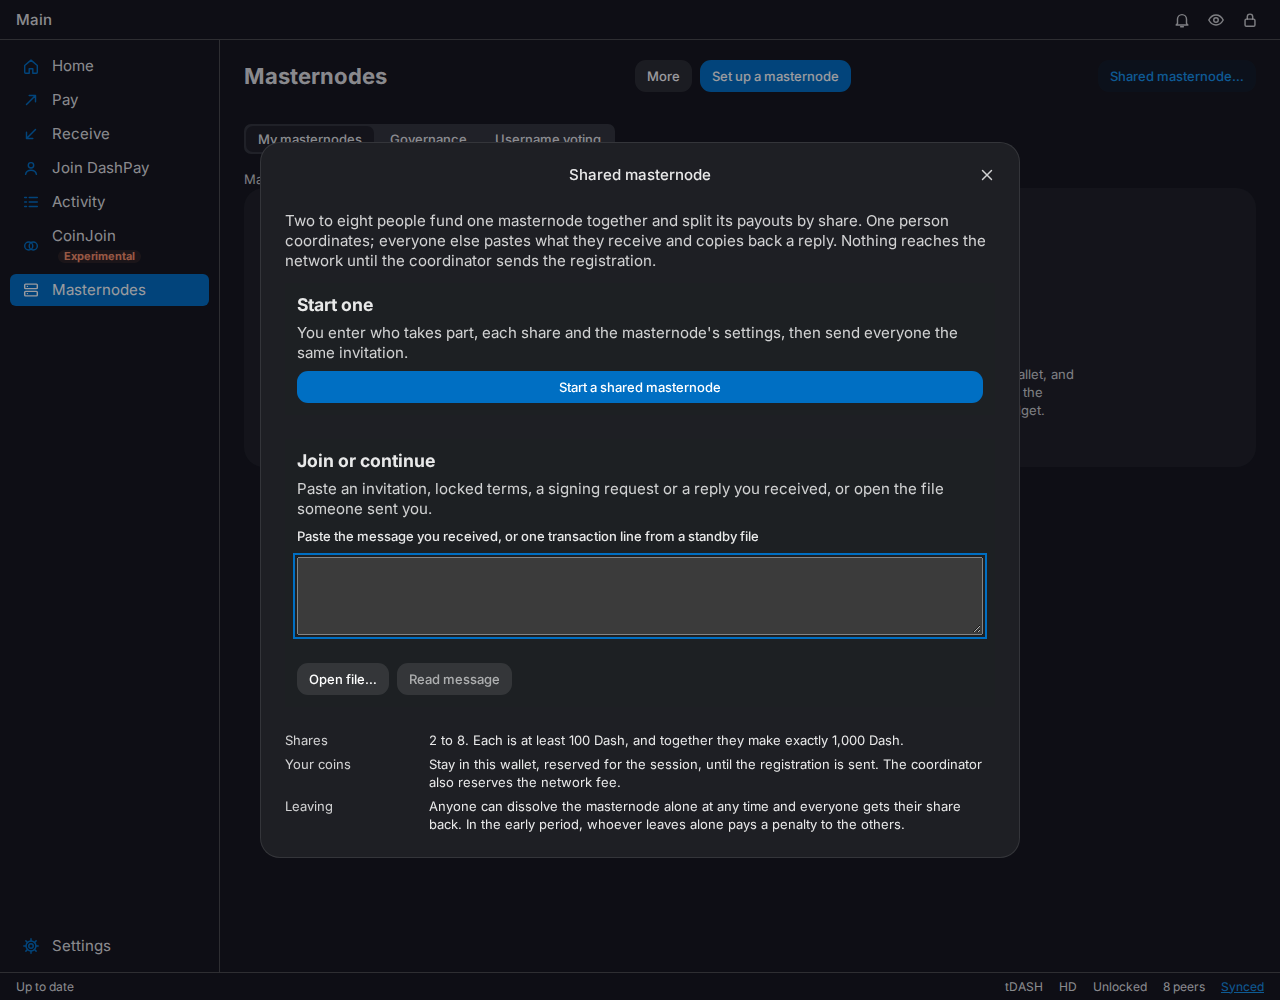 Main
Home
Pay
Receive
Join DashPay
Activity
CoinJoin
Experimental
Masternodes
Settings
Masternodes
More
Set up a masternode
Shared masternode...
My masternodes
Governance
Username voting
Ma
allet, and
the
get.
Shared masternode
Two to eight people fund one masternode together and split its payouts by share. One person
coordinates; everyone else pastes what they receive and copies back a reply. Nothing reaches the
network until the coordinator sends the registration.
Start one
You enter who takes part, each share and the masternode's settings, then send everyone the
same invitation.
Start a shared masternode
Join or continue
Paste an invitation, locked terms, a signing request or a reply you received, or open the file
someone sent you.
Paste the message you received, or one transaction line from a standby file
Open file...
Read message
Shares
2 to 8. Each is at least 100 Dash, and together they make exactly 1,000 Dash.
Your coins
Stay in this wallet, reserved for the session, until the registration is sent. The coordinator
also reserves the network fee.
Leaving
Anyone can dissolve the masternode alone at any time and everyone gets their share
back. In the early period, whoever leaves alone pays a penalty to the others.
Up to date
tDASH
HD
Unlocked
8 peers
Synced